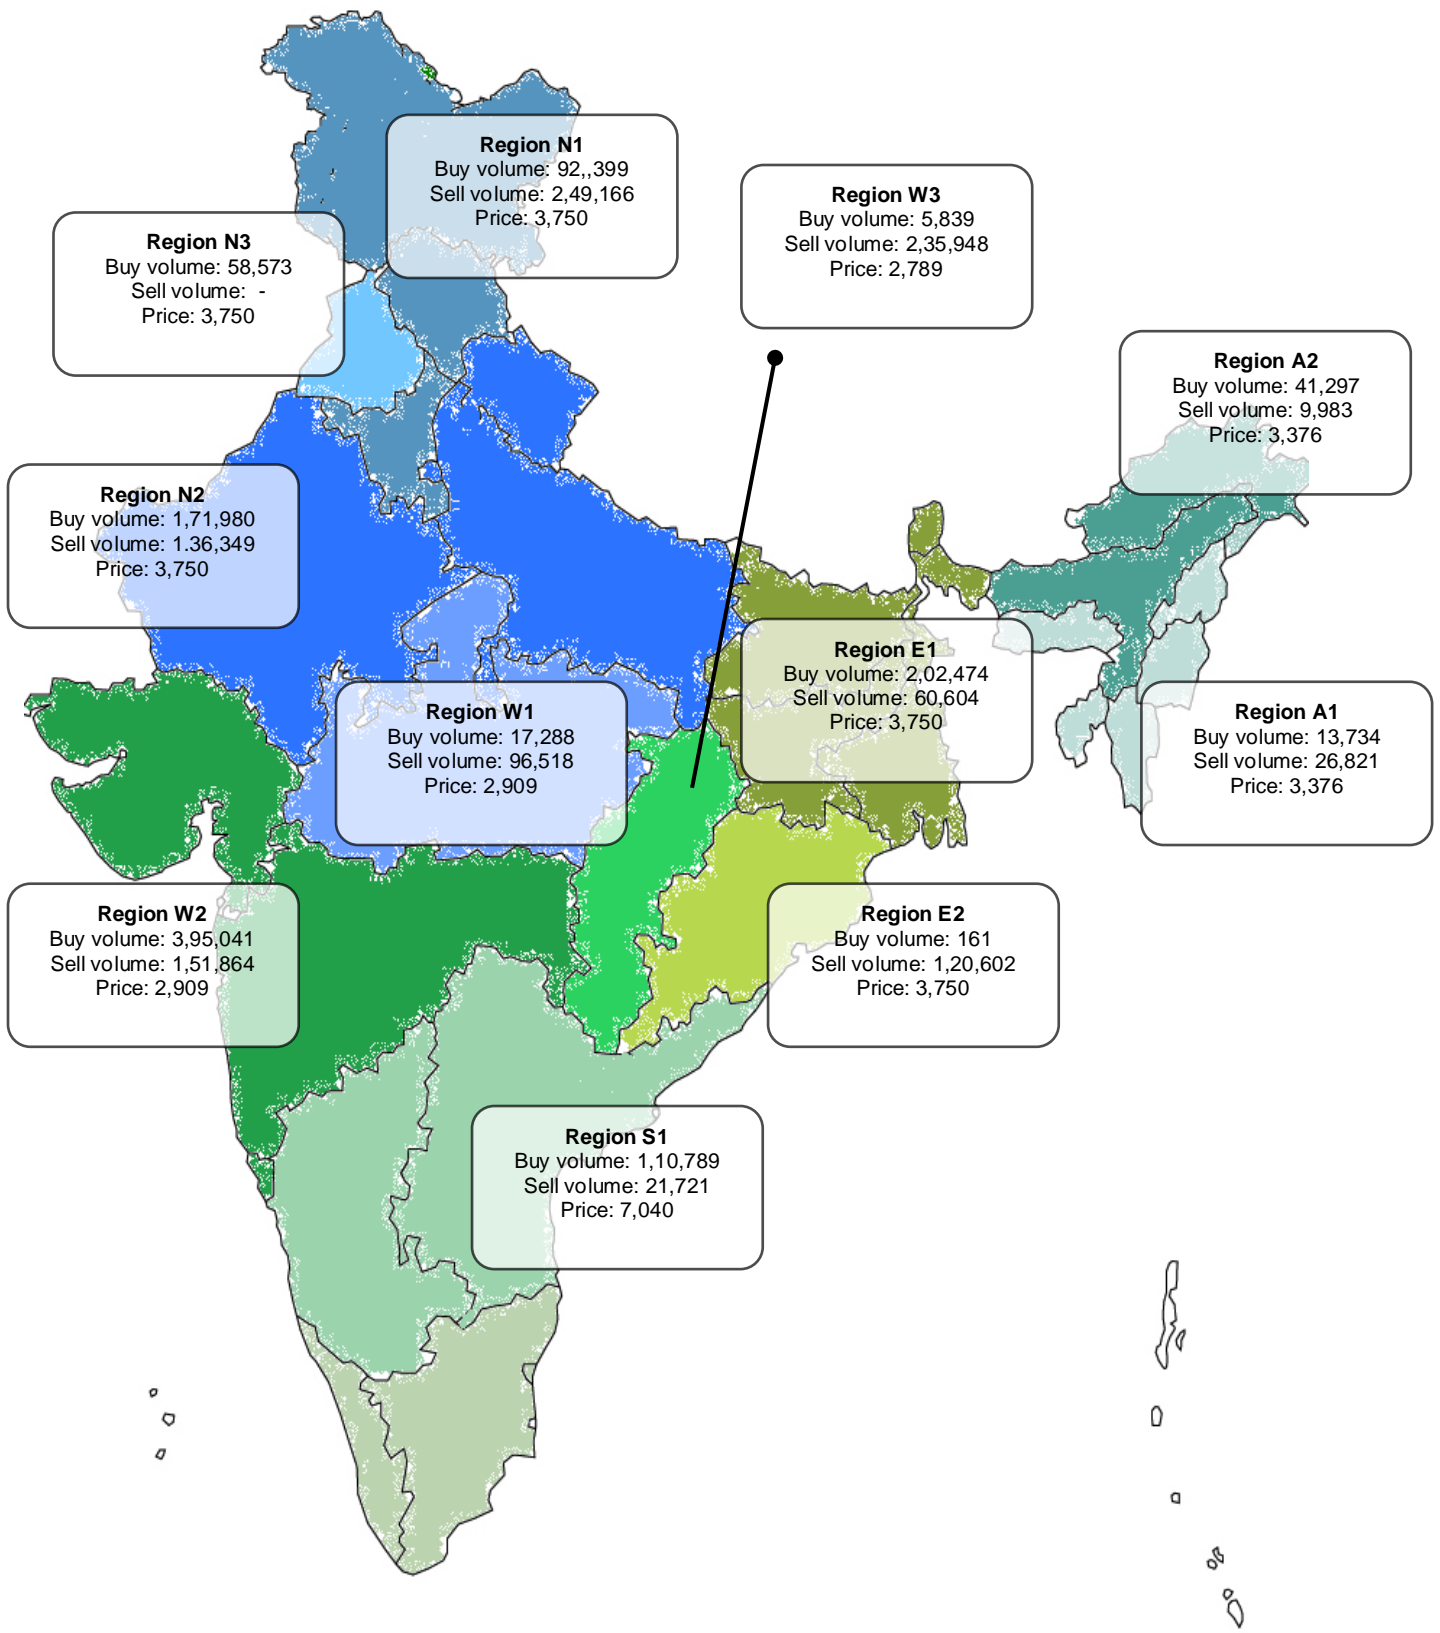 Region N1
Buy volume: 92,,399
Sell volume: 2,49,166
Price: 3,750
Region W3
Buy volume: 5,839
Sell volume: 2,35,948
Price: 2,789
Region N3
Buy volume: 58,573
Sell volume:  -
Price: 3,750
Region A2
Buy volume: 41,297
Sell volume: 9,983
Price: 3,376
Region N2
Buy volume: 1,71,980
Sell volume: 1.36,349
Price: 3,750
Region E1
Buy volume: 2,02,474
Sell volume: 60,604
Price: 3,750
Region W1
Buy volume: 17,288
Sell volume: 96,518
Price: 2,909
Region A1
Buy volume: 13,734
Sell volume: 26,821
Price: 3,376
Region W2
Buy volume: 3,95,041
Sell volume: 1,51,864
Price: 2,909
Region E2
Buy volume: 161
Sell volume: 1,20,602
Price: 3,750
Region S1
Buy volume: 1,10,789
Sell volume: 21,721
Price: 7,040